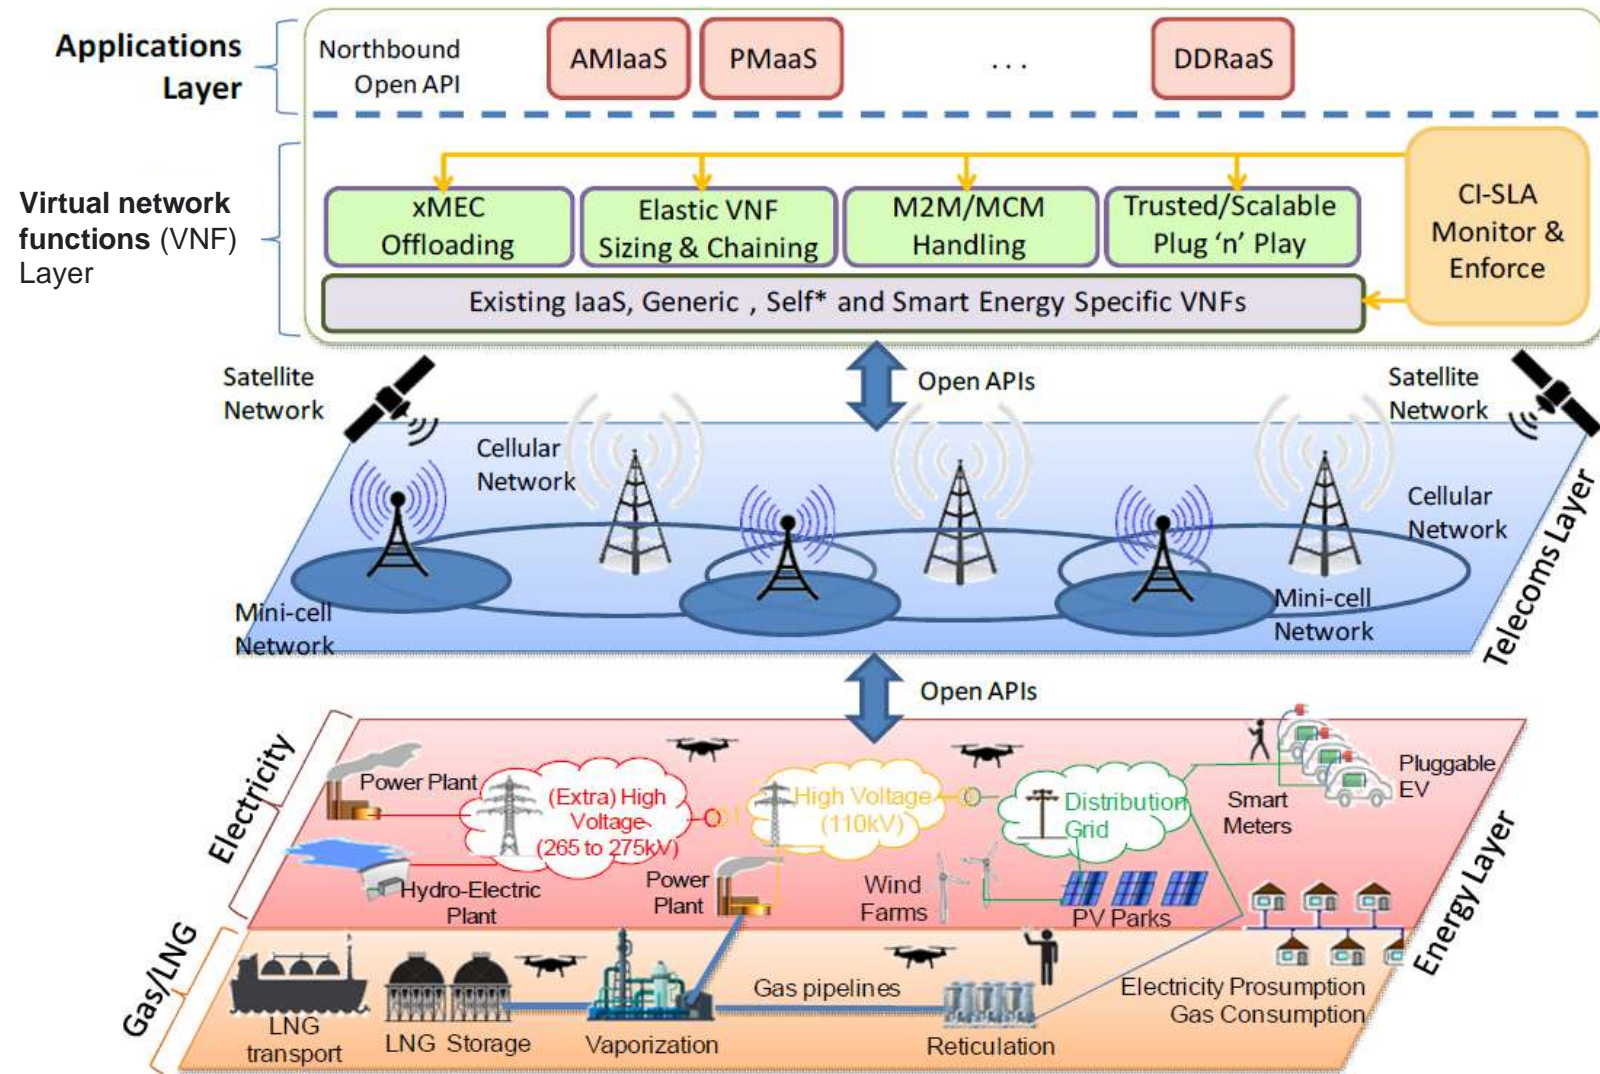 Applications
Layer
Northbound
Open API
AMIaaS
PMaaS
...
DDRaaS
Virtual network
functions (VNF)
Layer
xMEC
Offloading
Elastic VNF
Sizing & Chaining
M2M/MCM
Handling
Trusted/Scalable
Plug ‘n’ Play
CI-SLA
Monitor &
Enforce
Existing IaaS, Generic , Self* and Smart Energy Specific VNFs
Satellite
Network
Open APIs
Satellite
Network
Cellular
Network
Cellular
Network
Mini-cell
Network
Mini-cell
Network
Telecoms Layer
Open APIs
Electricity
Power Plant
(Extra) High
Voltage
(265 to 275kV)
High Voltage
(110kV)
Distribution
Grid
Smart
Meters
Pluggable
EV
Hydro-Electric
Plant
Power
Plant
Wind
Farms
PV Parks
Energy Layer
Gas/LNG
LNG
transport
LNG Storage
Vaporization
Gas pipelines
Reticulation
Electricity Prosumption
Gas Consumption